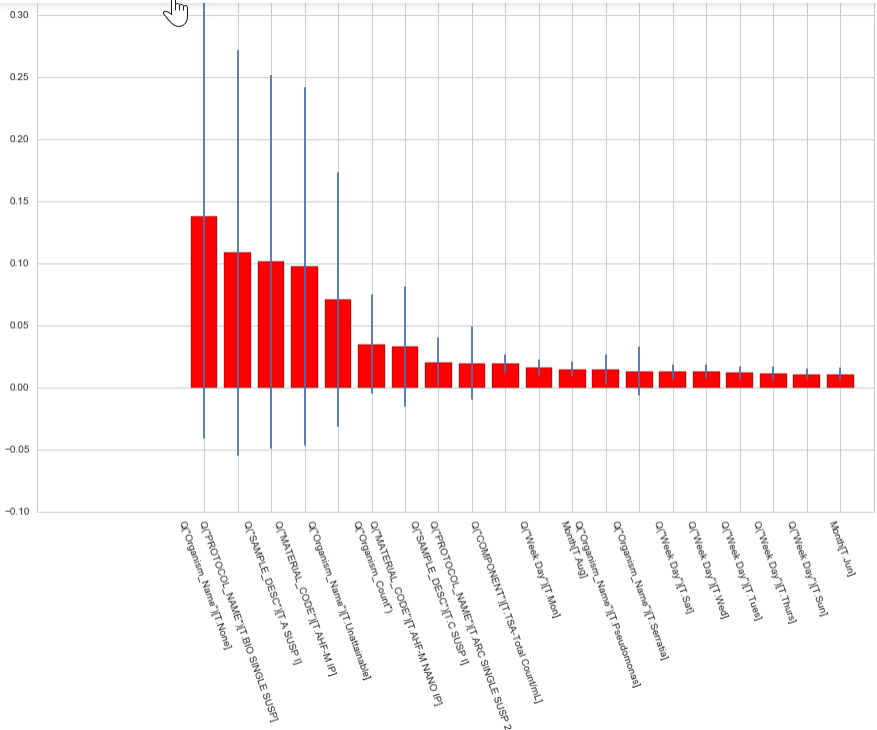 0.30
0.25
0.20
0.15
0.10
0.05
0.00
−0.05
−0.10
Q("Organism_Name")[T.None]
Q("PROTOCOL_NAME")[T.BIO SINGLE SUSP]
Q("SAMPLE_DESC")[T.A SUSP I]
Q("MATERIAL_CODE")[T.AHF-M IP]
Q("Organism_Name")[T.Unattainable]
Q("Organism_Count")
Q("MATERIAL_CODE")[T.AHF-M NANO IP]
Q("SAMPLE_DESC")[T.C SUSP I]
Q("PROTOCOL_NAME")[T.ARC SINGLE SUSP 2
Q("COMPONENT")[T.TSA-Total Count/mL]
Q("Week Day")[T.Mon]
Month[T.Aug]
Q("Organism_Name")[T.Pseudomonas]
Q("Organism_Name")[T.Serratia]
Q("Week Day")[T.Sat]
Q("Week Day")[T.Wed]
Q("Week Day")[T.Tues]
Q("Week Day")[T.Thurs]
Q("Week Day")[T.Sun]
Month[T.Jun]